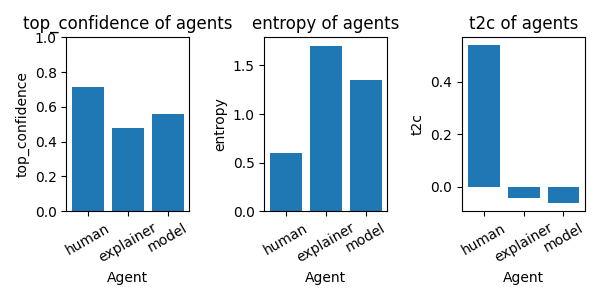 top_confidence of agents
top_confidence
1.0
0.8
0.6
0.4
0.2
0.0
human
explainer
model
Agent
entropy of agents
entropy
1.5
1.0
0.5
0.0
human
explainer
model
Agent
t2c of agents
t2c
0.4
0.2
0.0
human
explainer
model
Agent